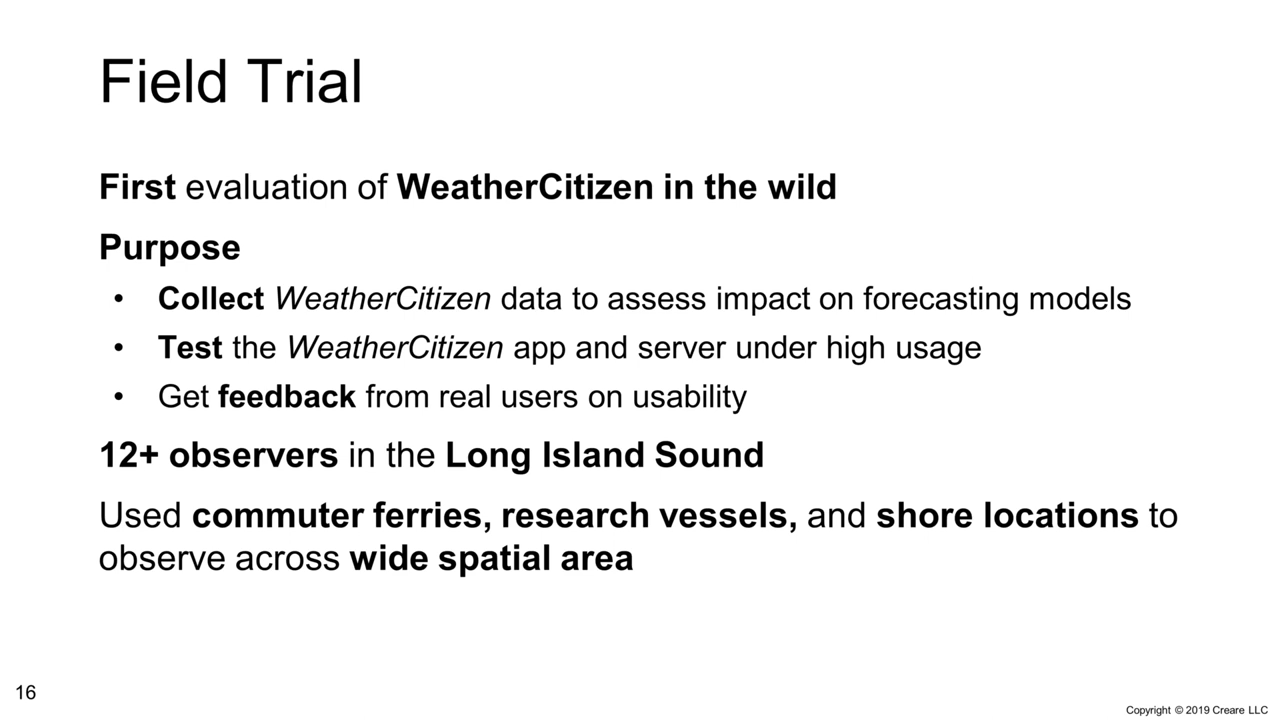 Field Trial
First evaluation of WeatherCitizen in the wild
Purpose
• Collect WeatherCitizen data to assess impact on forecasting models
• Test the WeatherCitizen app and server under high usage
• Get feedback from real users on usability
12+ observers in the Long Island Sound
Used commuter ferries, research vessels, and shore locations to
observe across wide spatial area
16
Copyright © 2019 Creare LLC